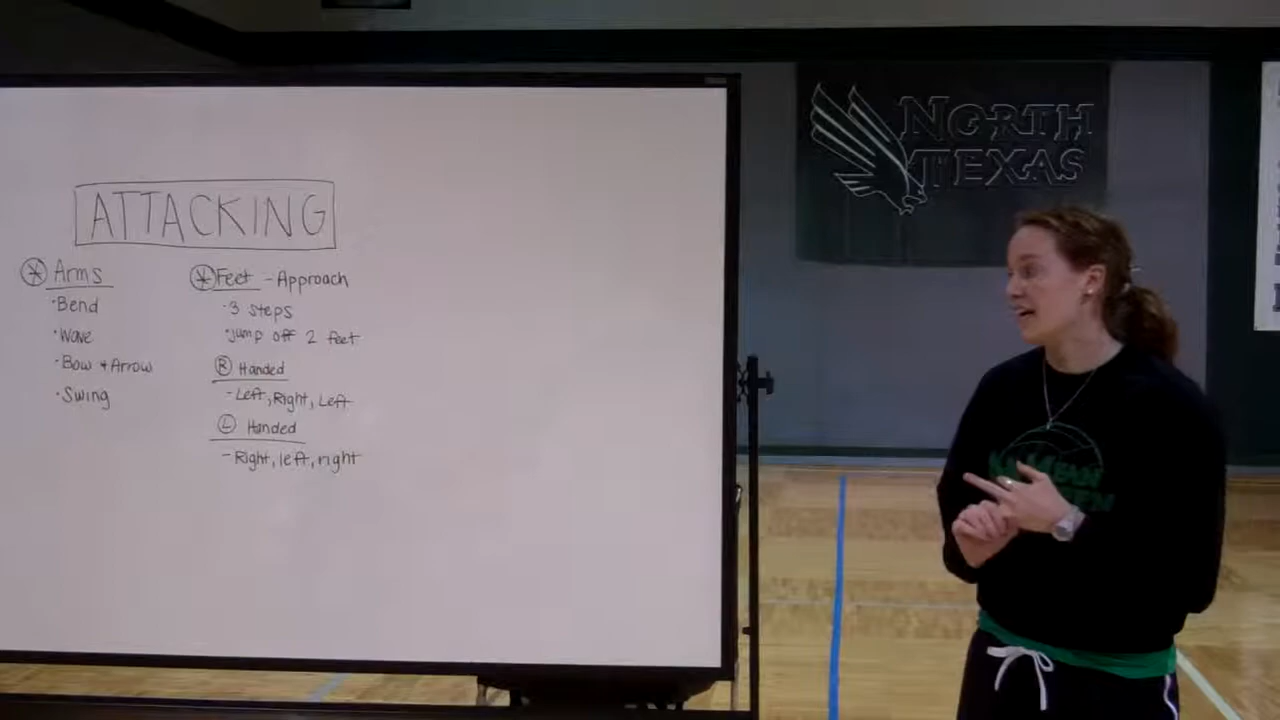 ATTACKING
Arms
· Bend
· Wave
· Bow + Arrow
· Swing
Feet - Approach
- 3 steps
· Jump off 2 feet
R Handed
- Left, Right, Left
L Handed
- Right, left, right
NORTH
TEXAS